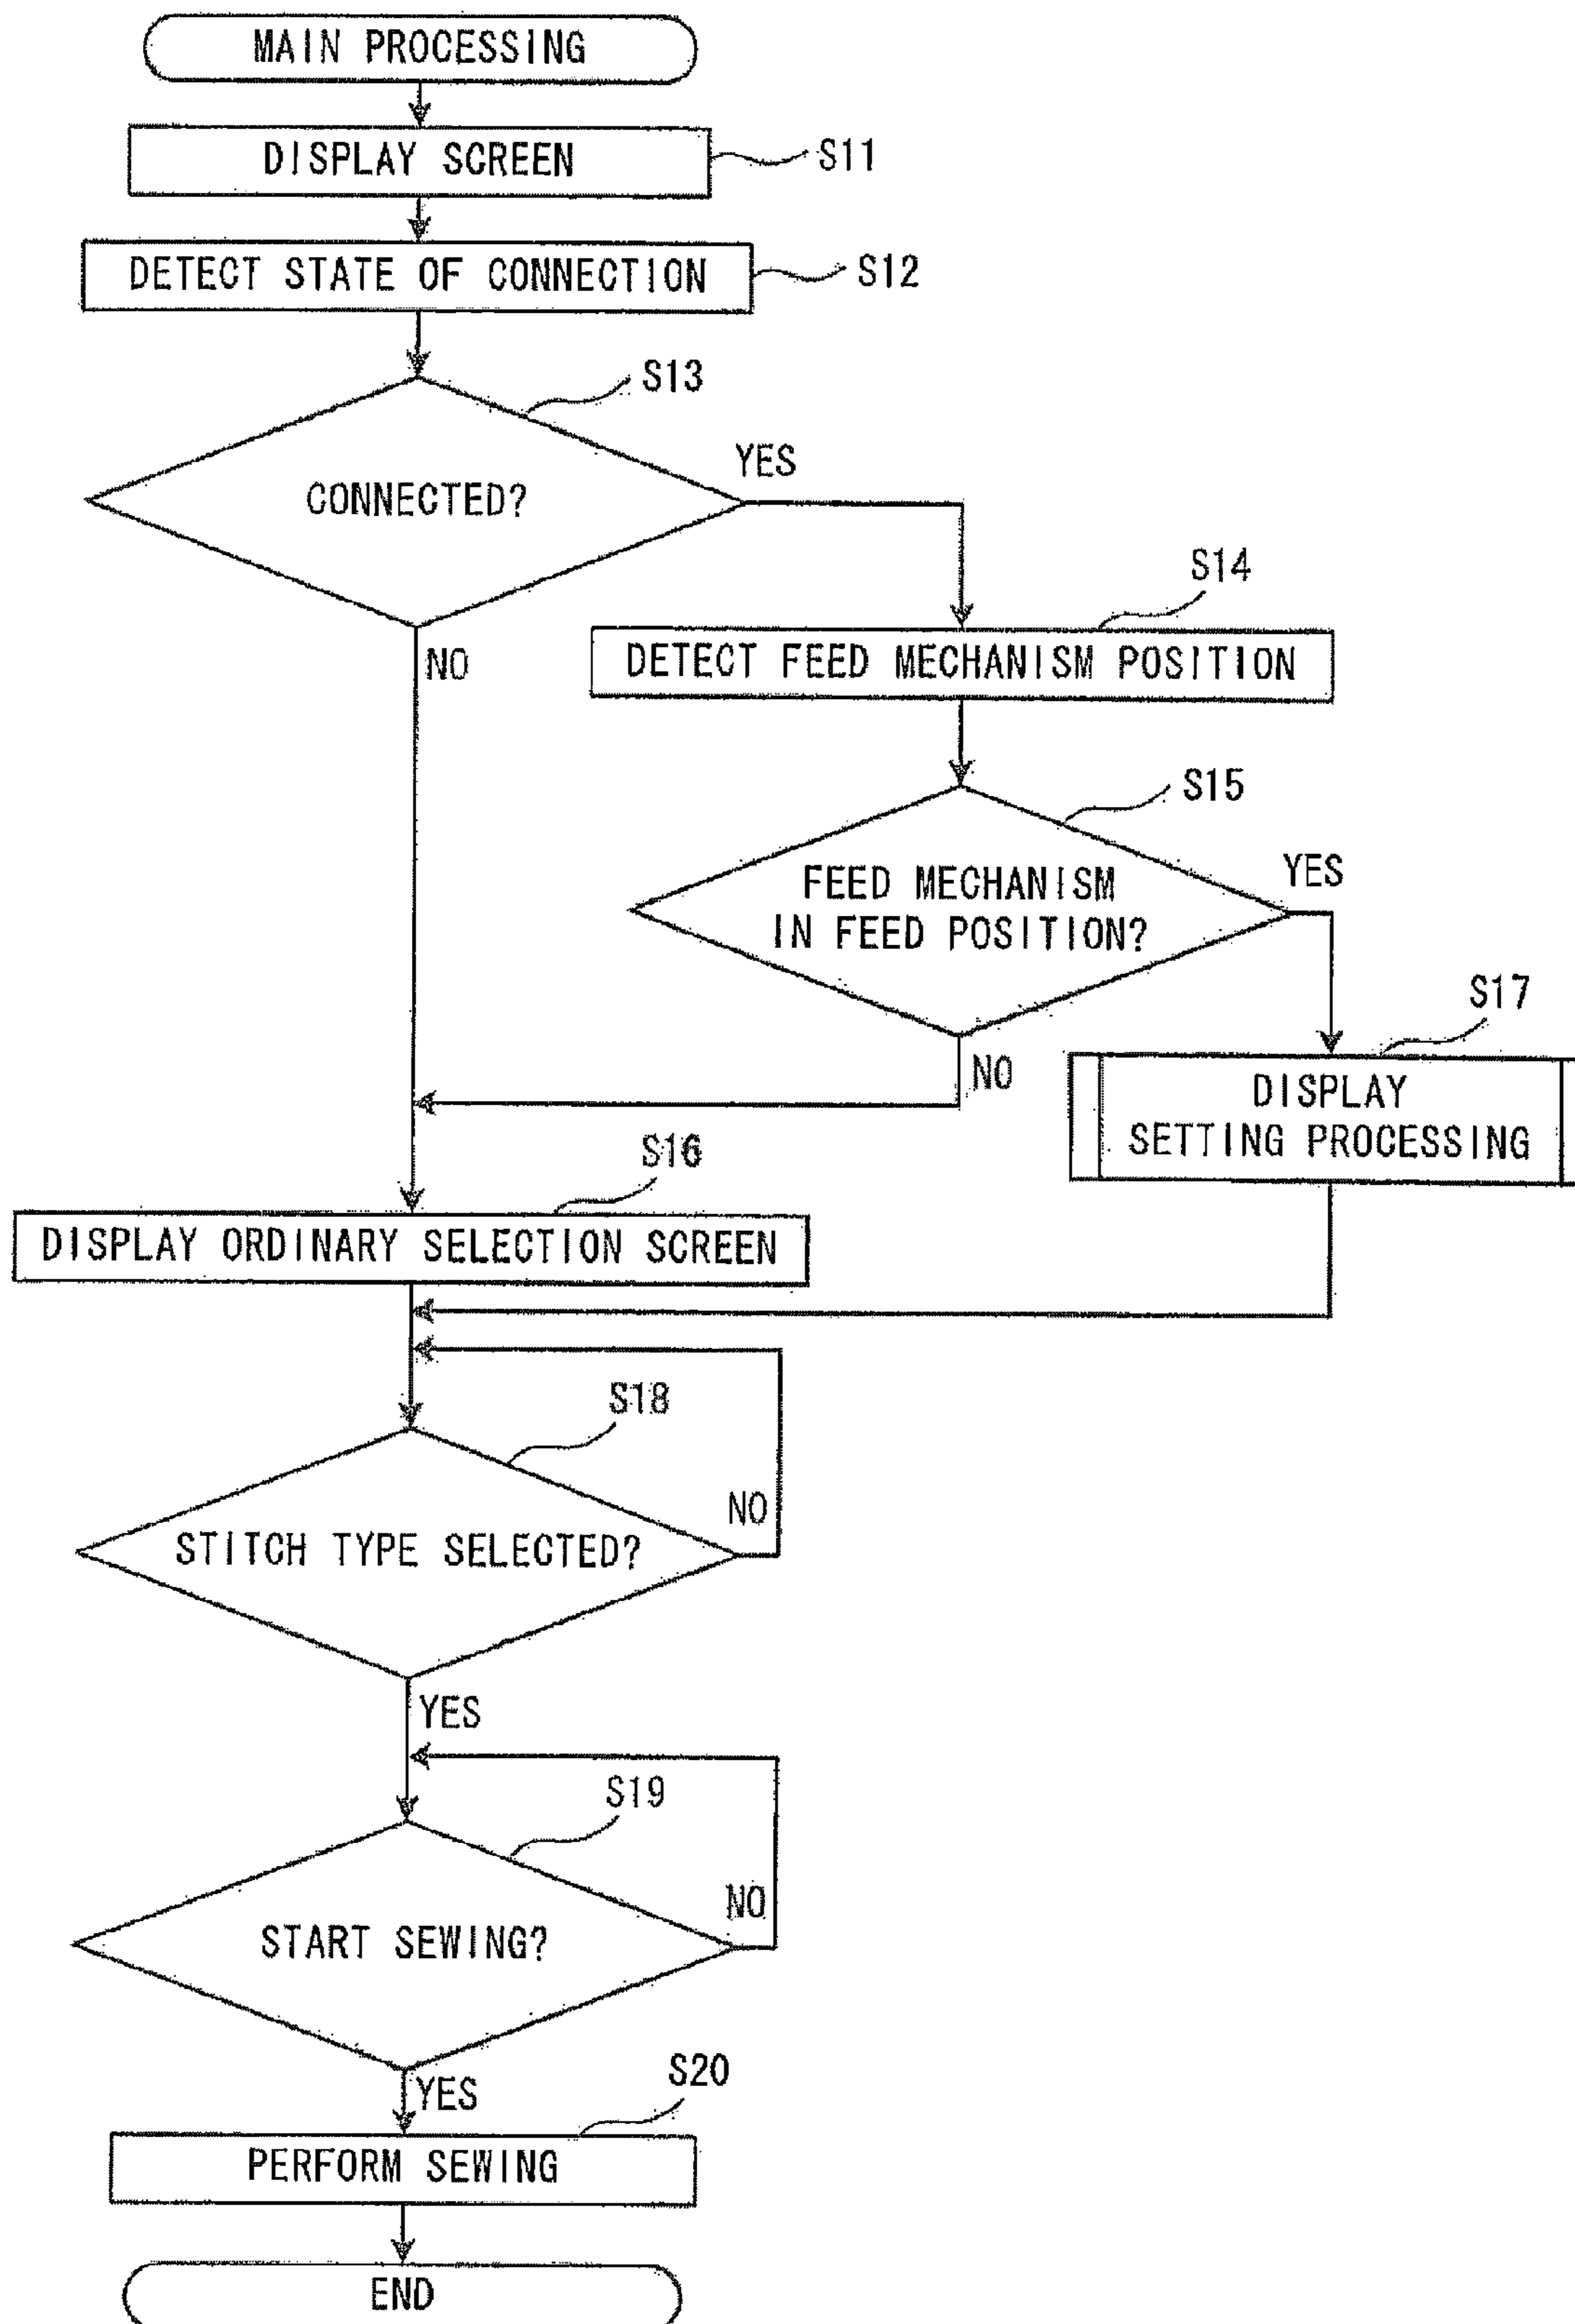 MAIN PROCESSING
DISPLAY SCREEN
S11
DETECT STATE OF CONNECTION
S12
S13
CONNECTED?
YES
NO
S14
DETECT FEED MECHANISM POSITION
S15
FEED MECHANISM
IN FEED POSITION?
YES
NO
S17
DISPLAY
SETTING PROCESSING
S16
DISPLAY ORDINARY SELECTION SCREEN
S18
STITCH TYPE SELECTED?
NO
YES
S19
START SEWING?
NO
YES
S20
PERFORM SEWING
END